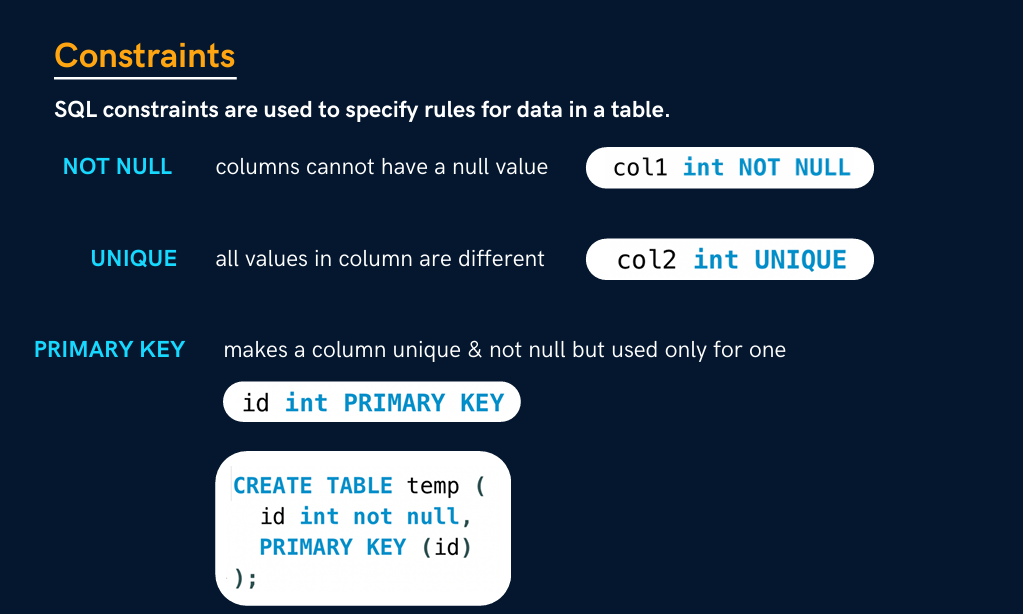 Constraints
SQL constraints are used to specify rules for data in a table.
NOT NULL columns cannot have a null value col1 int NOT NULL
UNIQUE all values in column are different col2 int UNIQUE
PRIMARY KEY makes a column unique & not null but used only for one
id int PRIMARY KEY
CREATE TABLE temp (
id int not null,
PRIMARY KEY (id)
);